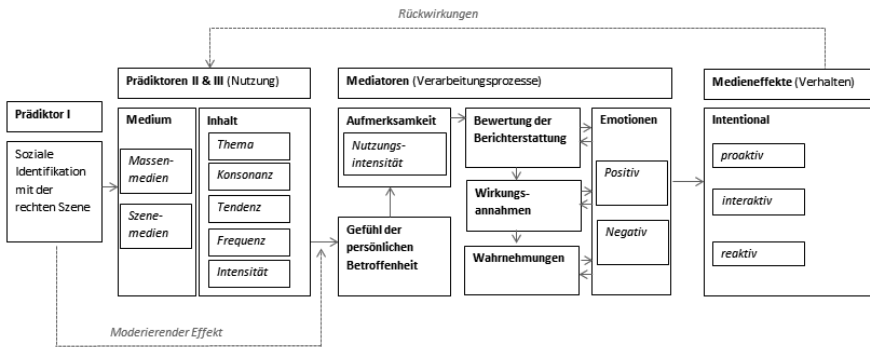 Rückwirkungen
Prädiktoren II & III (Nutzung)
Mediatoren (Verarbeitungsprozesse)
Medieneffekte (Verhalten)
Prädiktor I
Soziale
Identifikation
mit der
rechten Szene
Medium
Massen-
medien
Szene-
medien
Inhalt
Thema
Konsonanz
Tendenz
Frequenz
Intensität
Aufmerksamkeit
Nutzungs-
intensität
Gefühl der
persönlichen
Betroffenheit
Bewertung der
Berichterstattung
Wirkungs-
annahmen
Wahrnehmungen
Emotionen
Positiv
Negativ
Intentional
proaktiv
interaktiv
reaktiv
Moderierender Effekt